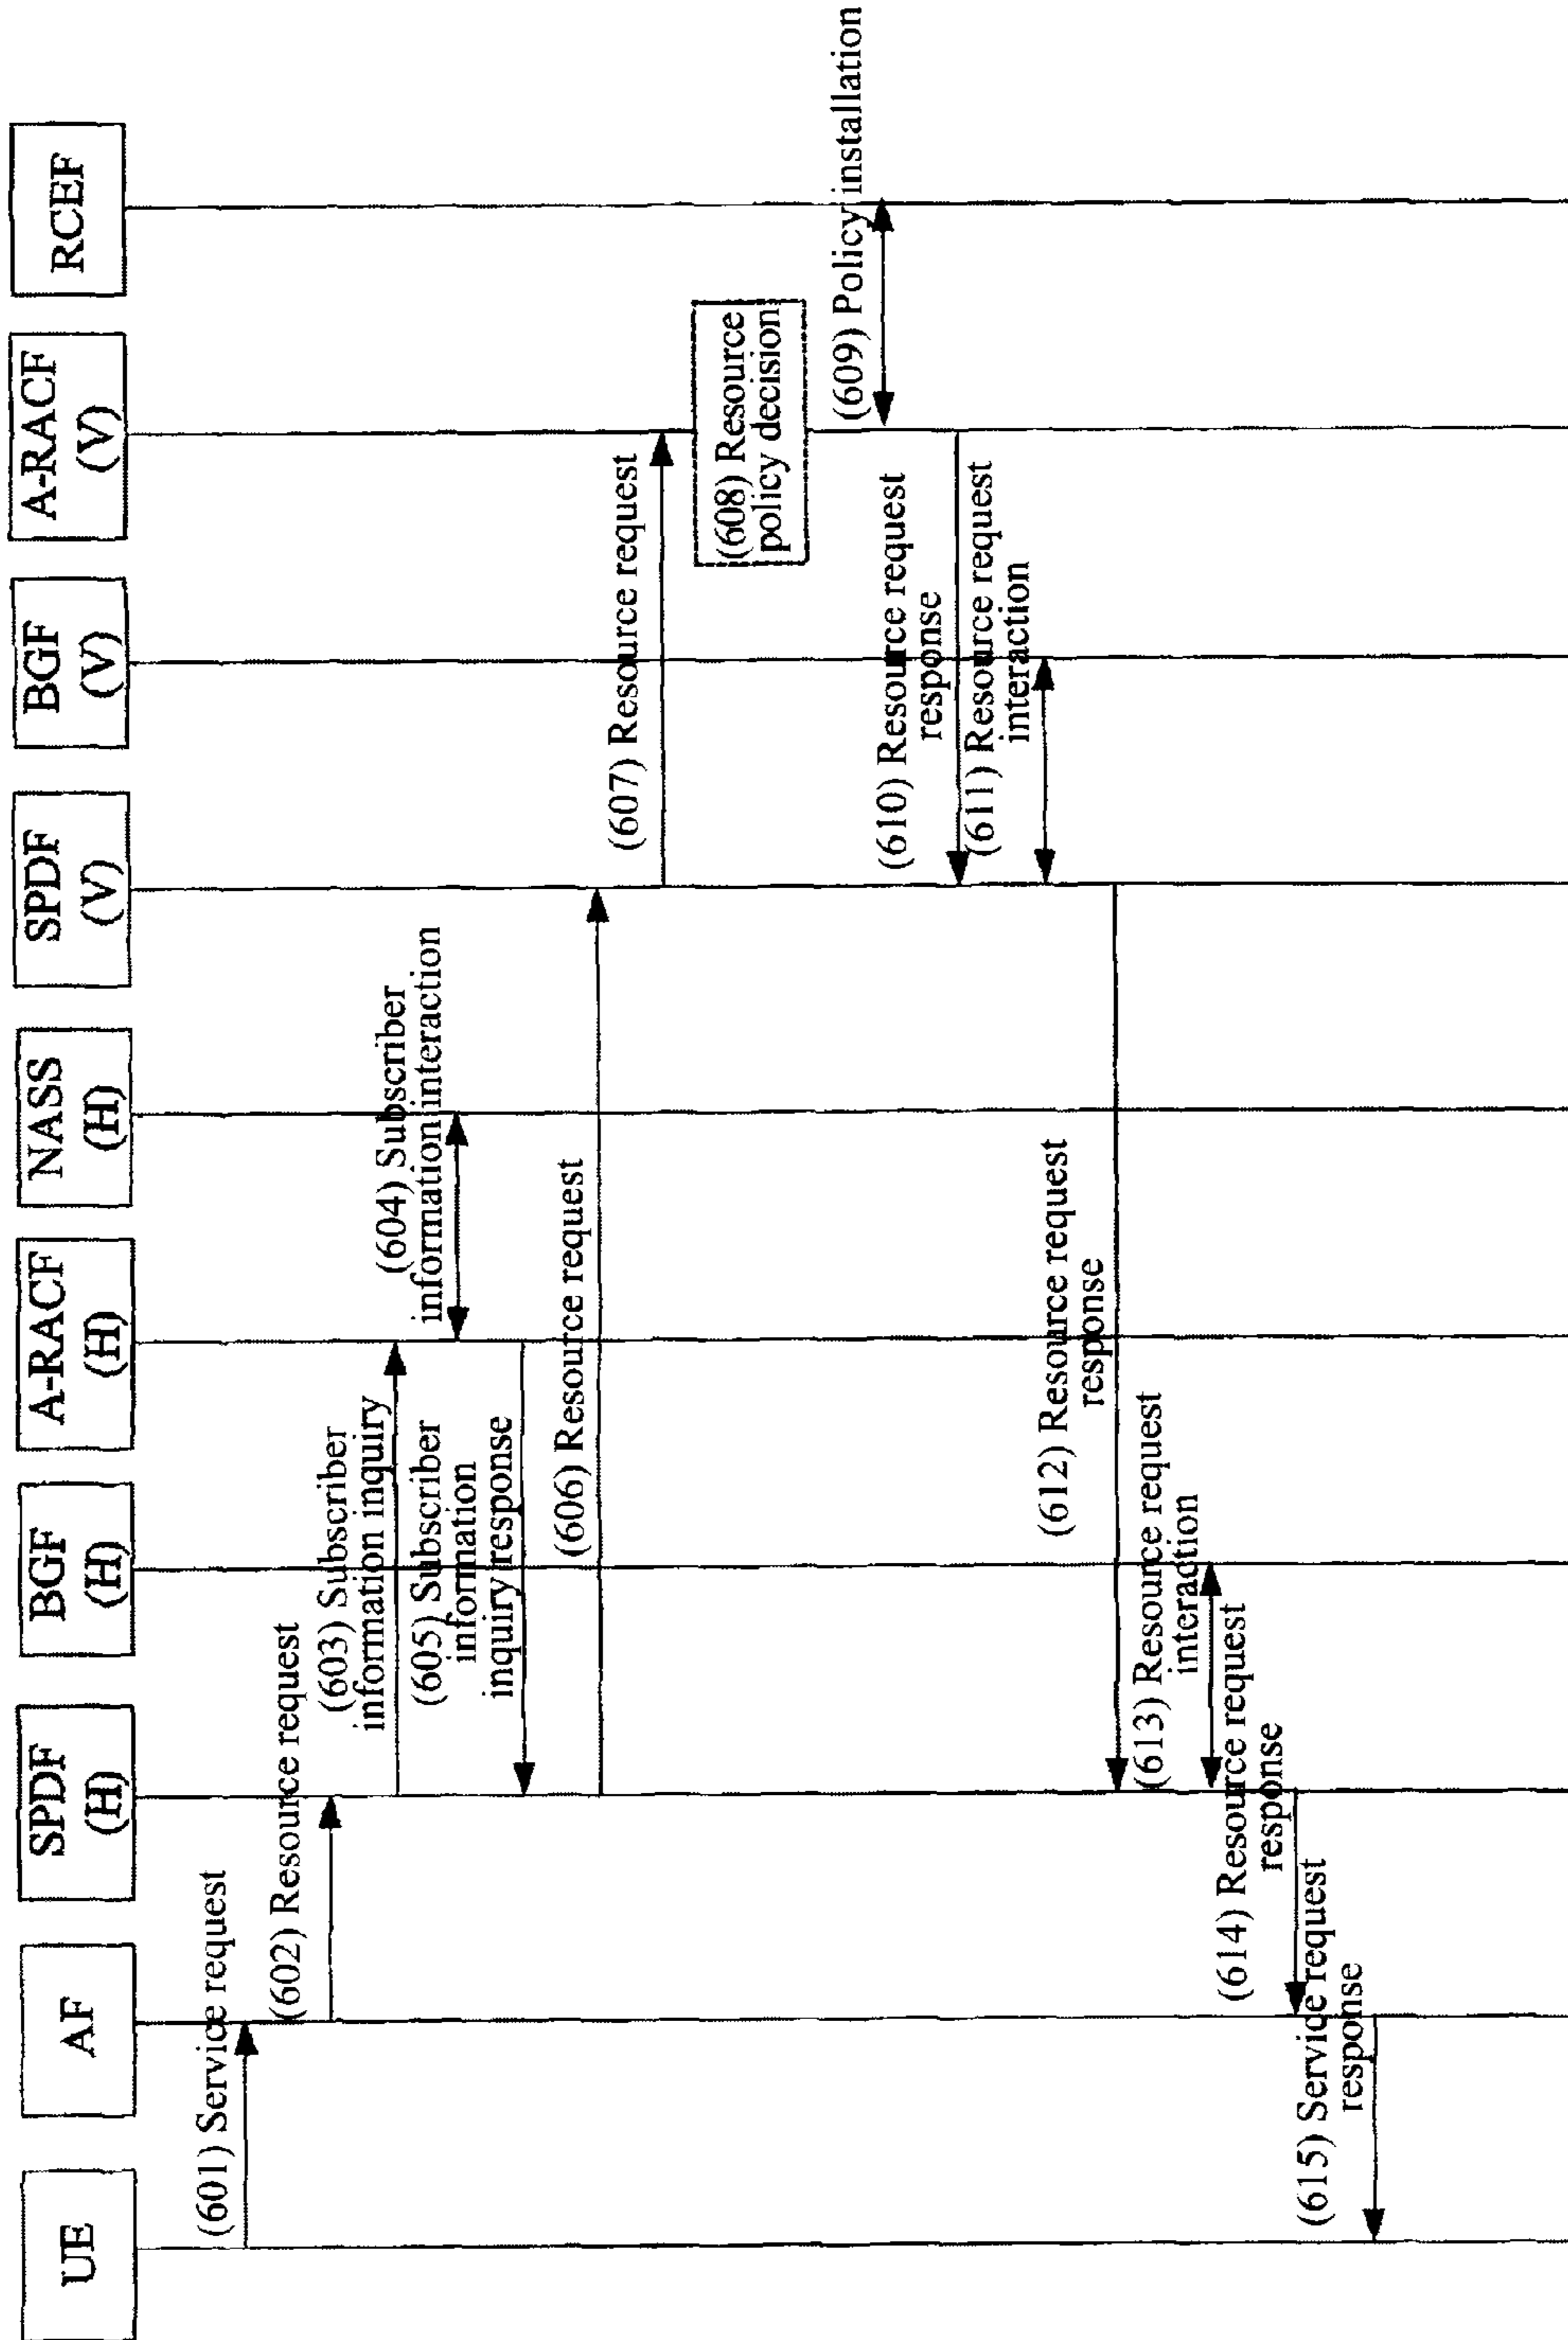 UE
AF
SPDF
(H)
BGF
(H)
A-RACF
(H)
NASS
(H)
SPDF
(V)
BGF
(V)
A-RACF
(V)
RCEF
(601) Service request
(602) Resource request
(603) Subscriber
information inquiry
(604) Subscriber
information interaction
(605) Subscriber
information
inquiry response
(606) Resource request
(607) Resource request
(608) Resource
policy decision
(609) Policy installation
(610) Resource request
response
(611) Resource request
interaction
(612) Resource request
response
(613) Resource request
interaction
(614) Resource request
response
(615) Service request
response